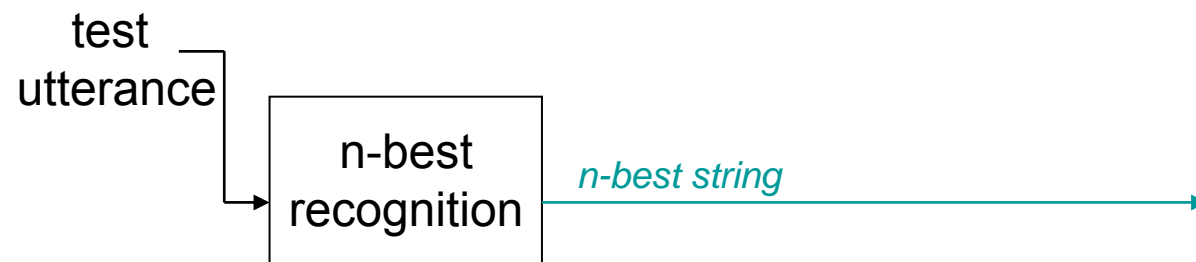 test
utterance
n-best
recognition
n-best string